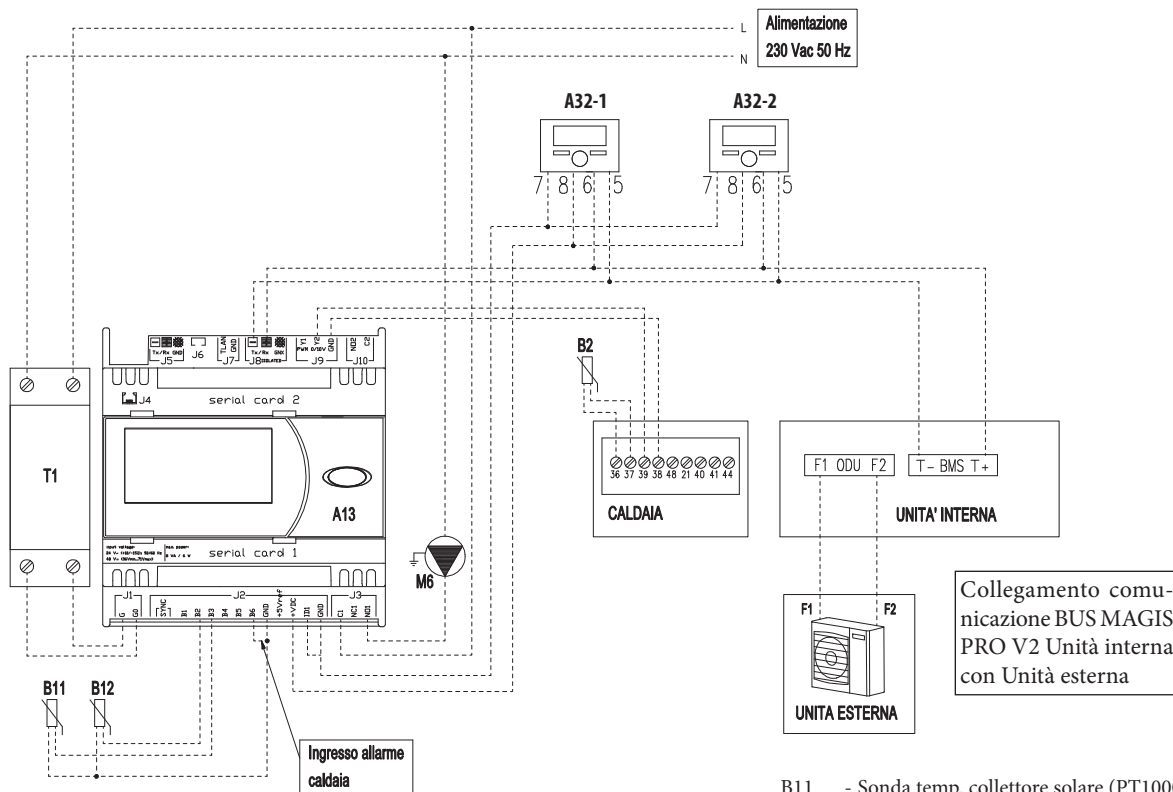 L
Alimentazione
230 Vac 50 Hz
N
A32-1
A32-2
7 8 6 5
7 8 6 5
Tx/Rx GND
J5
J6
TLAN
GND
J7
Tx/Rx GNX
J8 ISOLATED
Y1
Y2
GND
PWM 0/10V
J9
NO2
C2
J10
J4
serial card 2
T1
A13
serial card 1
J1
G
G0
J2
SYNC
B1
B2
B3
B4
B5
B6
GND
+5Vref
+VDC
ID1
GND
J3
C1
NC1
NO1
M6
B2
36 37 39 38 48 21 40 41 44
CALDAIA
F1 ODU F2
T- BMS T+
UNITA' INTERNA
F1
F2
UNITA ESTERNA
Collegamento comu-
nicazione BUS MAGIS
PRO V2 Unità interna
con Unità esterna
B11
B12
Ingresso allarme
caldaia
B11 - Sonda temp. collettore solare (PT1000